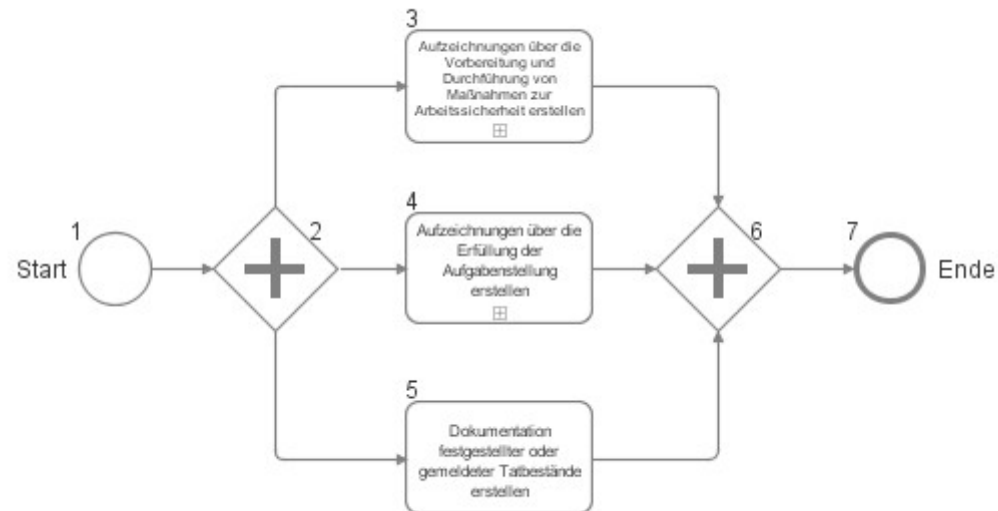 3
Aufzeichnungen über die
Vorbereitung und
Durchführung von
Maßnahmen zur
Arbeitssicherheit erstellen
1
Start
2
4
Aufzeichnungen über die
Erfüllung der
Aufgabenstellung
erstellen
6
7
Ende
5
Dokumentation
festgestellter oder
gemeldeter Tatbestände
erstellen